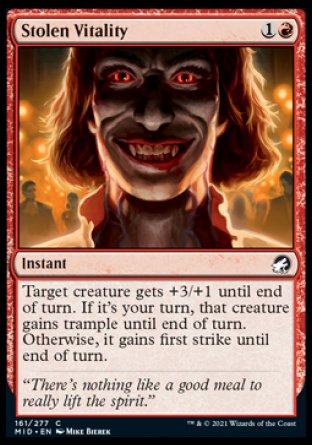 Stolen Vitality 1
Instant
Target creature gets +3/+1 until end
of turn. If it's your turn, that creature
gains trample until end of turn.
Otherwise, it gains first strike until
end of turn.
"There's nothing like a good meal to
really lift the spirit."
161/277 C
MID • EN Mike Bierek
™ & © 2021 Wizards of the Coast